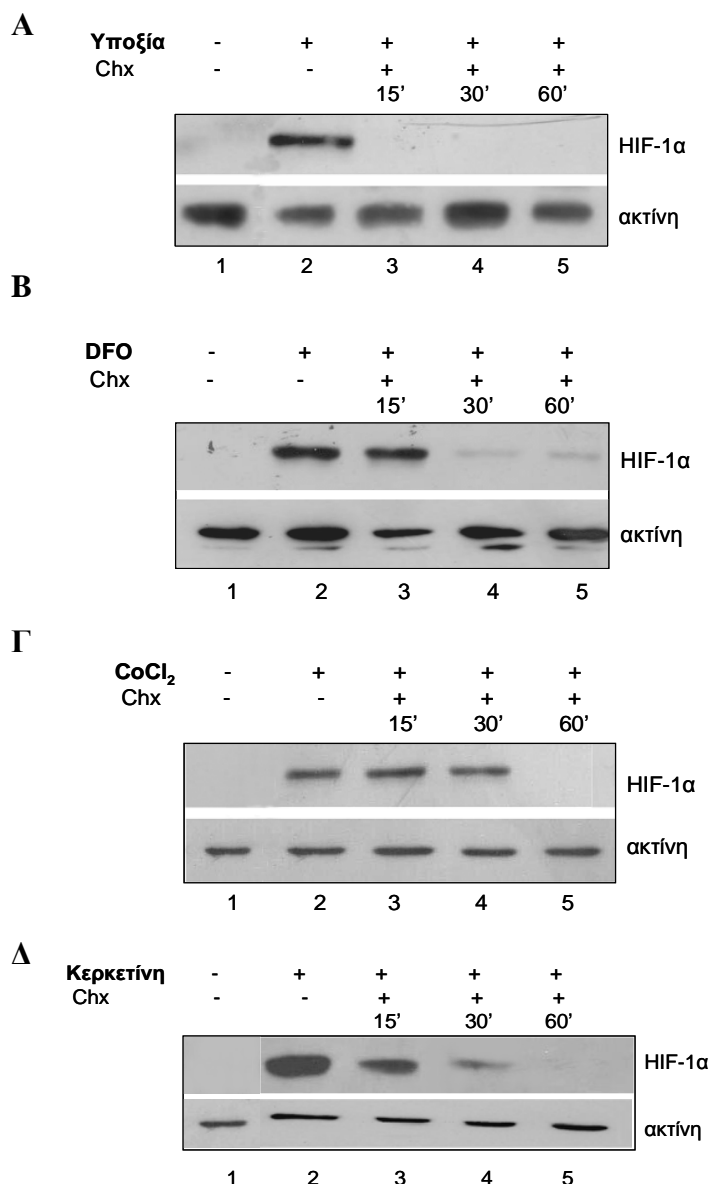 A
Υποξία - + + + +
Chx - - + + +
15’ 30’ 60’
HIF-1α
ακτίνη
1 2 3 4 5
B
DFO - + + + +
Chx - - + + +
15’ 30’ 60’
HIF-1α
ακτίνη
1 2 3 4 5
Γ
CoCl₂ - + + + +
Chx - - + + +
15’ 30’ 60’
HIF-1α
ακτίνη
1 2 3 4 5
Δ
Κερκετίνη - + + + +
Chx - - + + +
15’ 30’ 60’
HIF-1α
ακτίνη
1 2 3 4 5